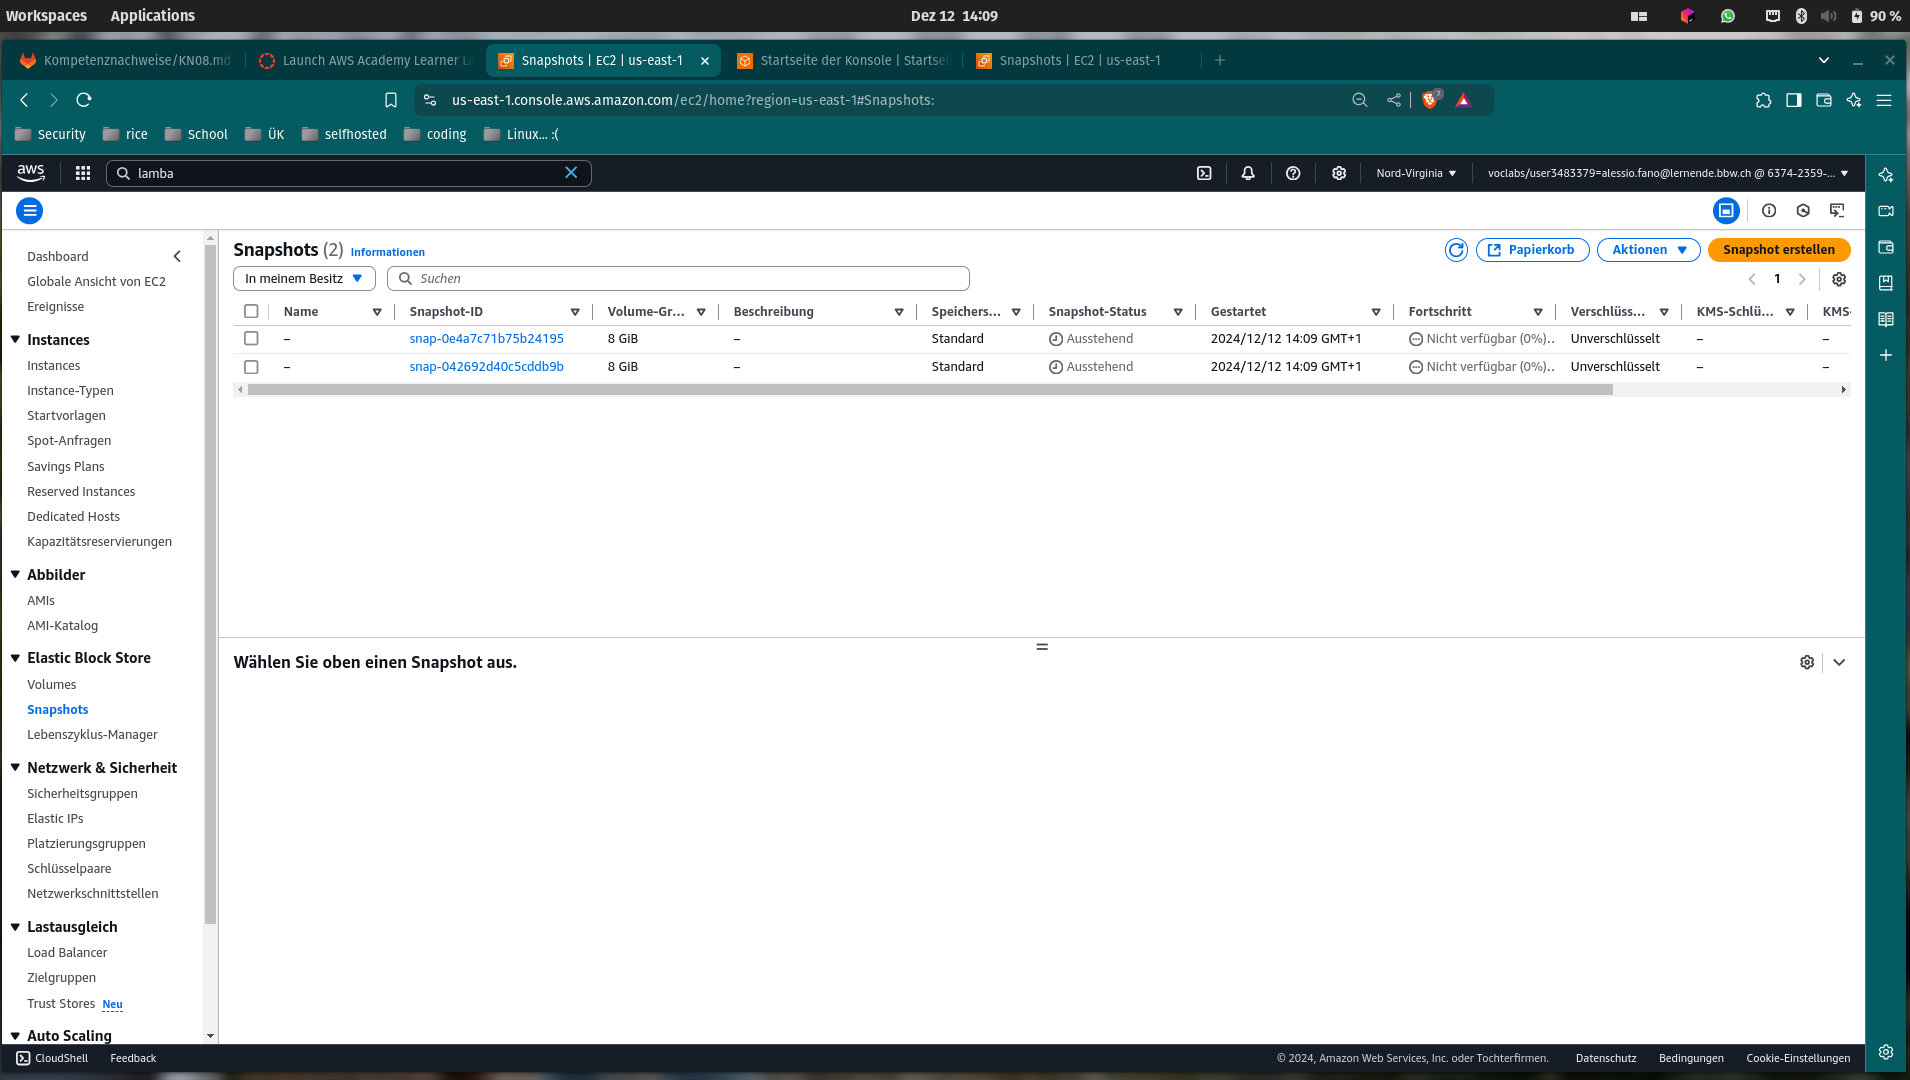 Workspaces Applications Dez 12 14:09 90 %
Kompetenznachweise/KN08.md Launch AWS Academy Learner L Snapshots | EC2 | us-east-1 Startseite der Konsole | Startsei Snapshots | EC2 | us-east-1
us-east-1.console.aws.amazon.com/ec2/home?region=us-east-1#Snapshots: 7
Security rice School ÜK selfhosted coding Linux... :(
aws lamba Nord-Virginia voclabs/user3483379=alessio.fano@lernende.bbw.ch @ 6374-2359-...
Dashboard
Globale Ansicht von EC2
Ereignisse
Instances
Instances
Instance-Typen
Startvorlagen
Spot-Anfragen
Savings Plans
Reserved Instances
Dedicated Hosts
Kapazitätsreservierungen
Abbilder
AMIs
AMI-Katalog
Elastic Block Store
Volumes
Snapshots
Lebenszyklus-Manager
Netzwerk & Sicherheit
Sicherheitsgruppen
Elastic IPs
Platzierungsgruppen
Schlüsselpaare
Netzwerkschnittstellen
Lastausgleich
Load Balancer
Zielgruppen
Trust Stores Neu
Auto Scaling
Snapshots (2) Informationen Papierkorb Aktionen Snapshot erstellen
In meinem Besitz Suchen 1
Name Snapshot-ID Volume-Gr... Beschreibung Speichers... Snapshot-Status Gestartet Fortschritt Verschlüss... KMS-Schlü... KMS-
– snap-0e4a7c71b75b24195 8 GiB – Standard Ausstehend 2024/12/12 14:09 GMT+1 Nicht verfügbar (0%).. Unverschlüsselt – –
– snap-042692d40c5cddb9b 8 GiB – Standard Ausstehend 2024/12/12 14:09 GMT+1 Nicht verfügbar (0%).. Unverschlüsselt – –
Wählen Sie oben einen Snapshot aus.
CloudShell Feedback © 2024, Amazon Web Services, Inc. oder Tochterfirmen. Datenschutz Bedingungen Cookie-Einstellungen